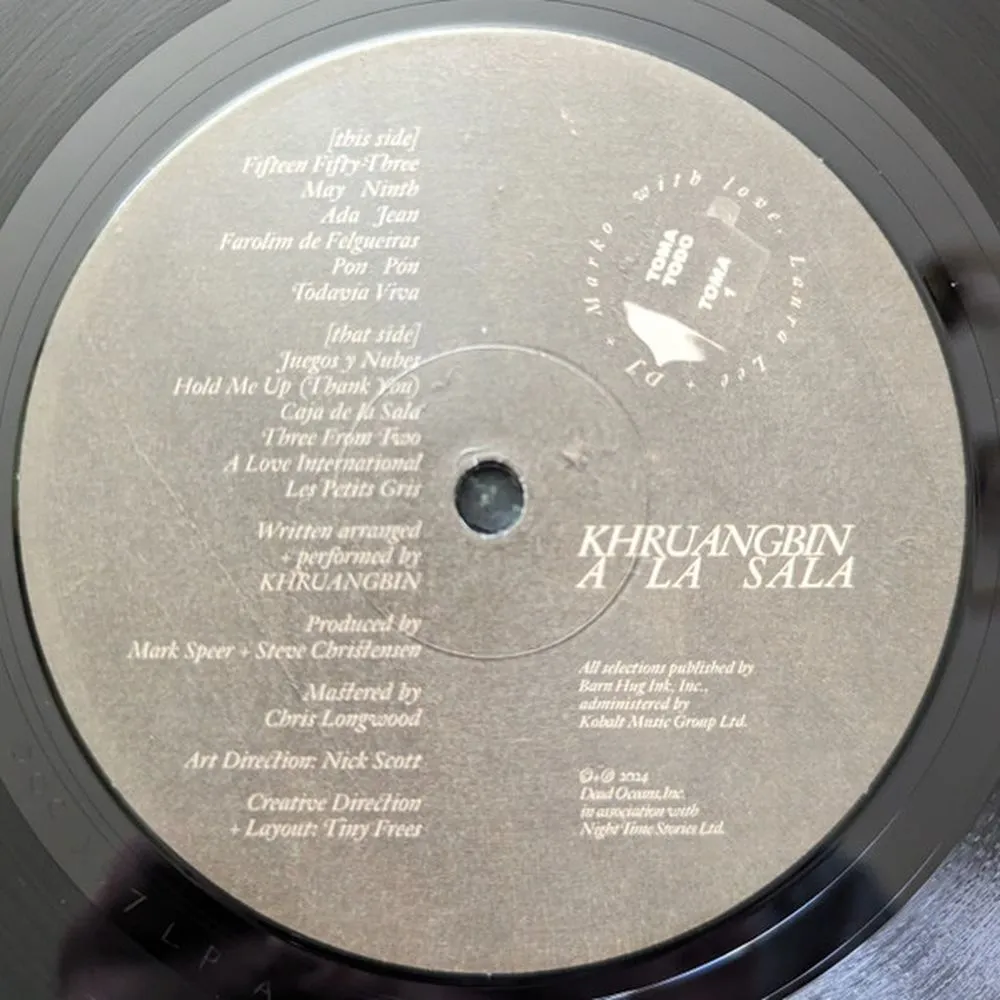 [this side]
Fifteen Fifty-Three
May Ninth
Ada Jean
Farolim de Felgueiras
Pon Pón
Todavía Viva
[that side]
Juegos y Nubes
Hold Me Up (Thank You)
Caja de la Sala
Three From Two
A Love International
Les Petits Gris
Written arranged
+ performed by
KHRUANGBIN
Produced by
Mark Speer + Steve Christensen
Mastered by
Chris Longwood
Art Direction: Nick Scott
Creative Direction
+ Layout: Tiny Frees
with love, Laura Lee + DJ × Marko
TOMA
TODO
TOMA
1
KHRUANGBIN
A LA SALA
All selections published by
Barn Hug Ink, Inc.,
administered by
Kobalt Music Group Ltd.
©+℗ 2024
Dead Oceans, Inc.
in association with
Night Time Stories Ltd.
7 LP A